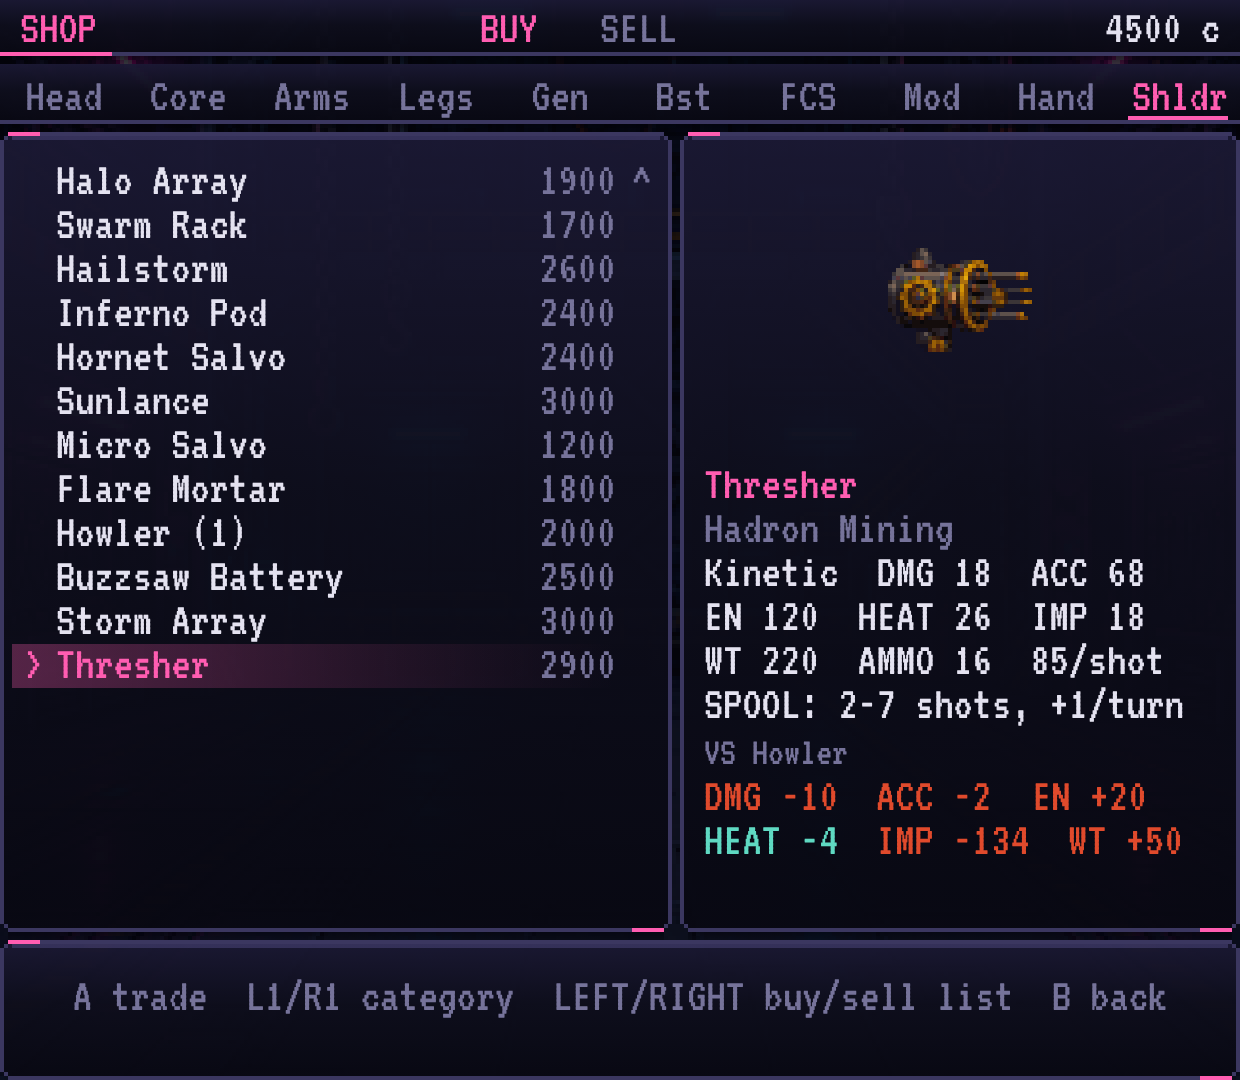 SHOP BUY SELL 4500 c
Head Core Arms Legs Gen Bst FCS Mod Hand Shldr
Halo Array 1900 ^
Swarm Rack 1700
Hailstorm 2600
Inferno Pod 2400
Hornet Salvo 2400
Sunlance 3000
Micro Salvo 1200
Flare Mortar 1800
Howler (1) 2000
Buzzsaw Battery 2500
Storm Array 3000
> Thresher 2900
Thresher
Hadron Mining
Kinetic DMG 18 ACC 68
EN 120 HEAT 26 IMP 18
WT 220 AMMO 16 85/shot
SPOOL: 2-7 shots, +1/turn
VS Howler
DMG -10 ACC -2 EN +20
HEAT -4 IMP -134 WT +50
A trade L1/R1 category LEFT/RIGHT buy/sell list B back